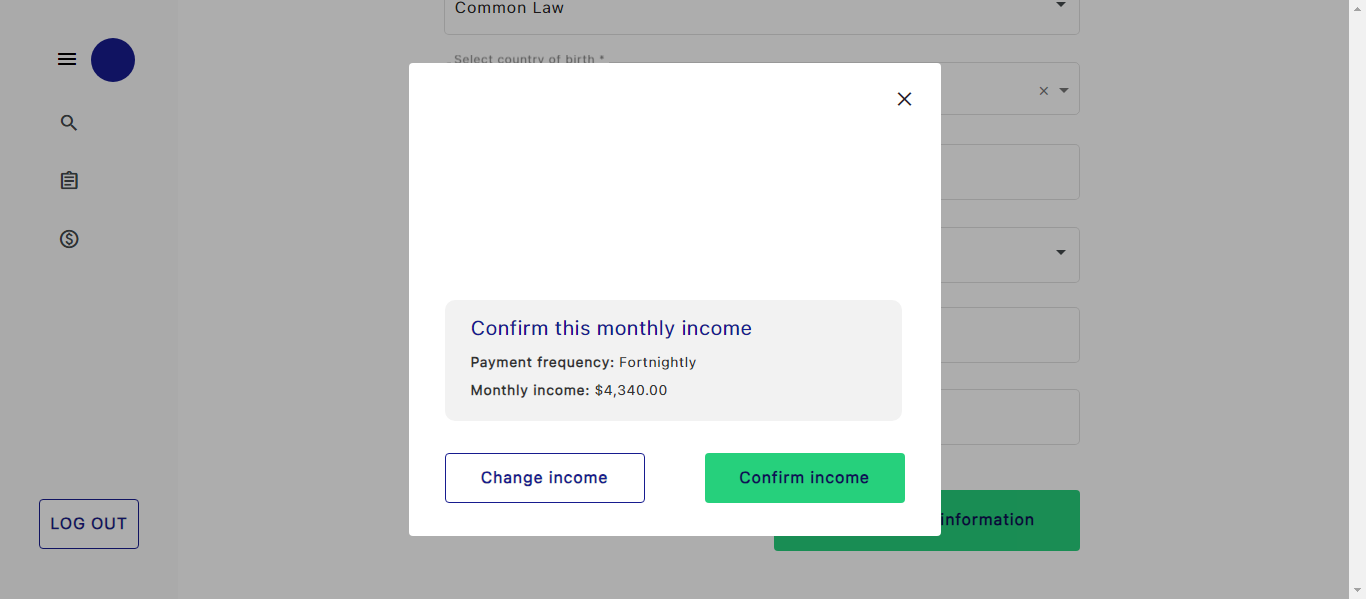 Common Law
Select country of birth *
Confirm this monthly income
Payment frequency: Fortnightly
Monthly income: $4,340.00
Change income
Confirm income
information
LOG OUT